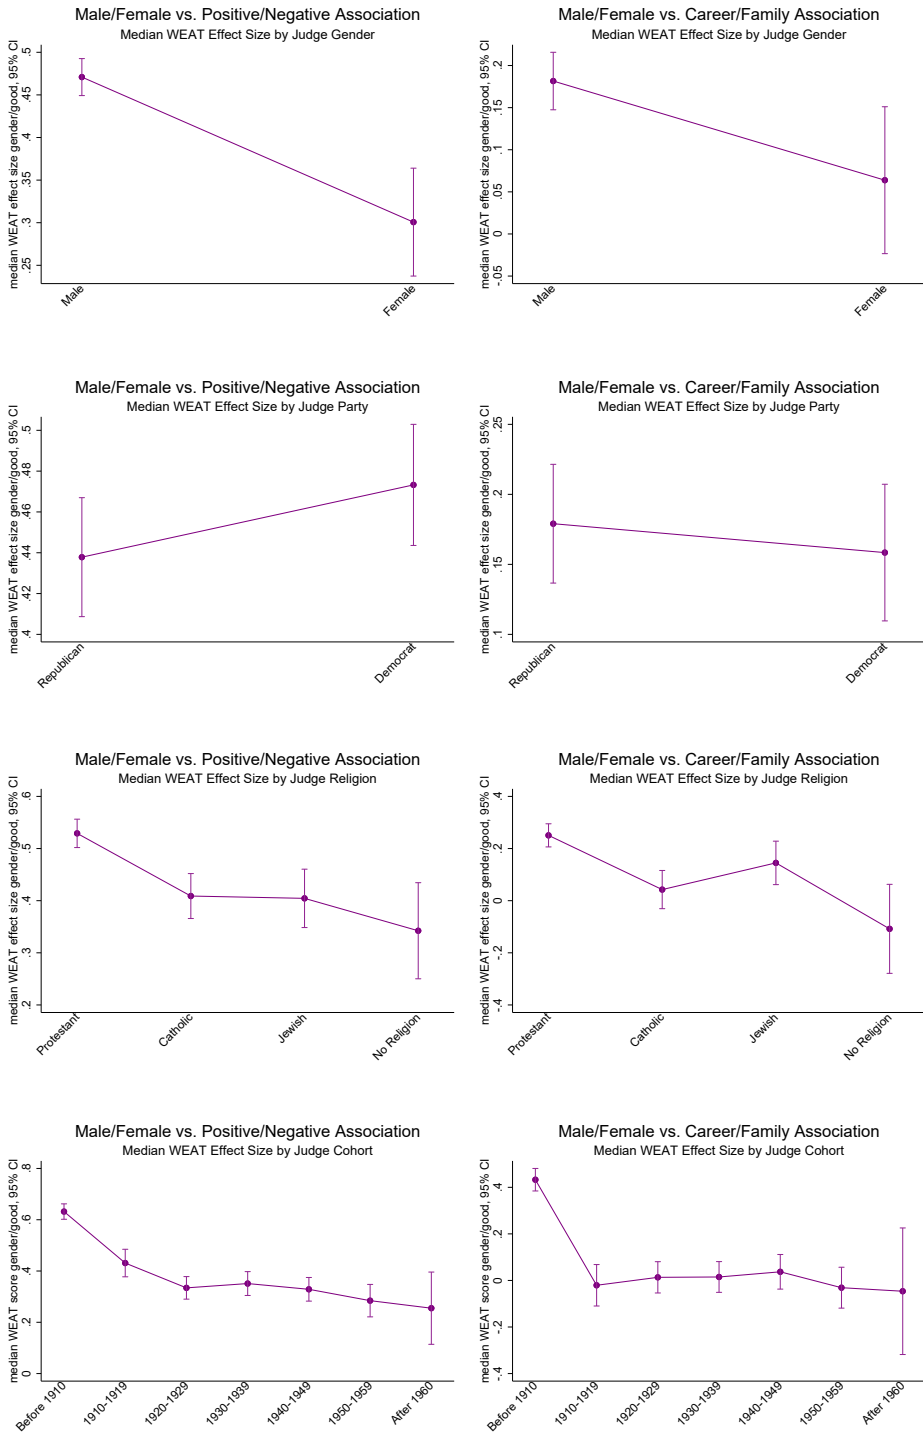 Male/Female vs. Positive/Negative Association
Median WEAT Effect Size by Judge Gender
median WEAT effect size gender/good, 95% CI
.5
.45
.4
.35
.3
.25
Male
Female
Male/Female vs. Career/Family Association
Median WEAT Effect Size by Judge Gender
median WEAT effect size gender/good, 95% CI
.2
.15
.1
.05
0
-.05
Male
Female
Male/Female vs. Positive/Negative Association
Median WEAT Effect Size by Judge Party
median WEAT effect size gender/good, 95% CI
.5
.48
.46
.44
.42
.4
Republican
Democrat
Male/Female vs. Career/Family Association
Median WEAT Effect Size by Judge Party
median WEAT effect size gender/good, 95% CI
.25
.2
.15
.1
Republican
Democrat
Male/Female vs. Positive/Negative Association
Median WEAT Effect Size by Judge Religion
median WEAT effect size gender/good, 95% CI
.6
.5
.4
.3
.2
Protestant
Catholic
Jewish
No Religion
Male/Female vs. Career/Family Association
Median WEAT Effect Size by Judge Religion
median WEAT effect size gender/good, 95% CI
.4
.2
0
-.2
-.4
Protestant
Catholic
Jewish
No Religion
Male/Female vs. Positive/Negative Association
Median WEAT Effect Size by Judge Cohort
median WEAT score gender/good, 95% CI
.8
.6
.4
.2
0
Before 1910
1910-1919
1920-1929
1930-1939
1940-1949
1950-1959
After 1960
Male/Female vs. Career/Family Association
Median WEAT Effect Size by Judge Cohort
median WEAT score gender/good, 95% CI
.4
.2
0
-.2
-.4
Before 1910
1910-1919
1920-1929
1930-1939
1940-1949
1950-1959
After 1960